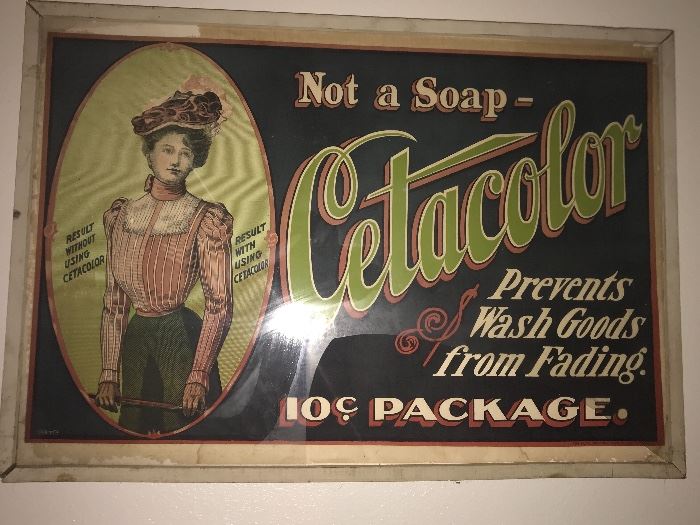 Not a Soap –
Cetacolor
RESULT
WITHOUT
USING
CETACOLOR
RESULT
WITH
USING
CETACOLOR
Prevents
Wash Goods
from Fading.
10¢ PACKAGE.